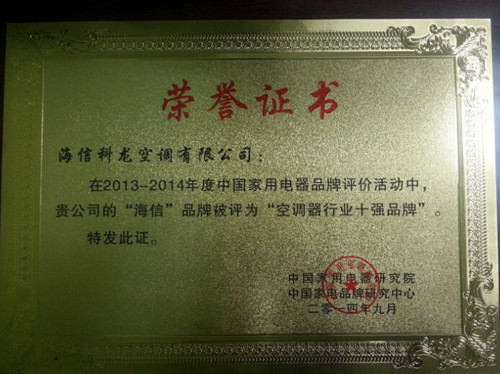 荣誉证书
海信科龙空调有限公司：
在2013-2014年度中国家用电器品牌评价活动中，
贵公司的“海信”品牌被评为“空调器行业十强品牌”。
特发此证。
中国家用电器研究院
中国家电品牌研究中心
二零一四年九月